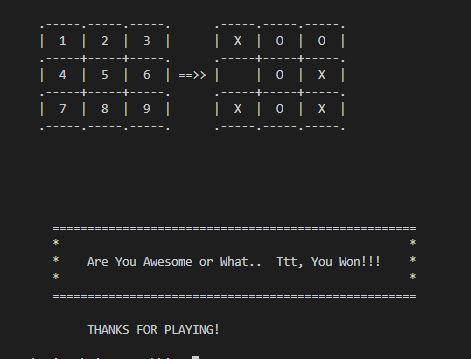 .-----.-----.-----.      .-----.-----.-----.
|  1  |  2  |  3  |      |  X  |  O  |  O  |
.-----+-----+-----.      .-----+-----+-----.
|  4  |  5  |  6  | ==>> |     |  O  |  X  |
.-----+-----+-----.      .-----+-----+-----.
|  7  |  8  |  9  |      |  X  |  O  |  X  |
.-----.-----.-----.      .-----.-----.-----.
====================================================
*                                                  *
*    Are You Awesome or What..  Ttt, You Won!!!    *
*                                                  *
====================================================
THANKS FOR PLAYING!